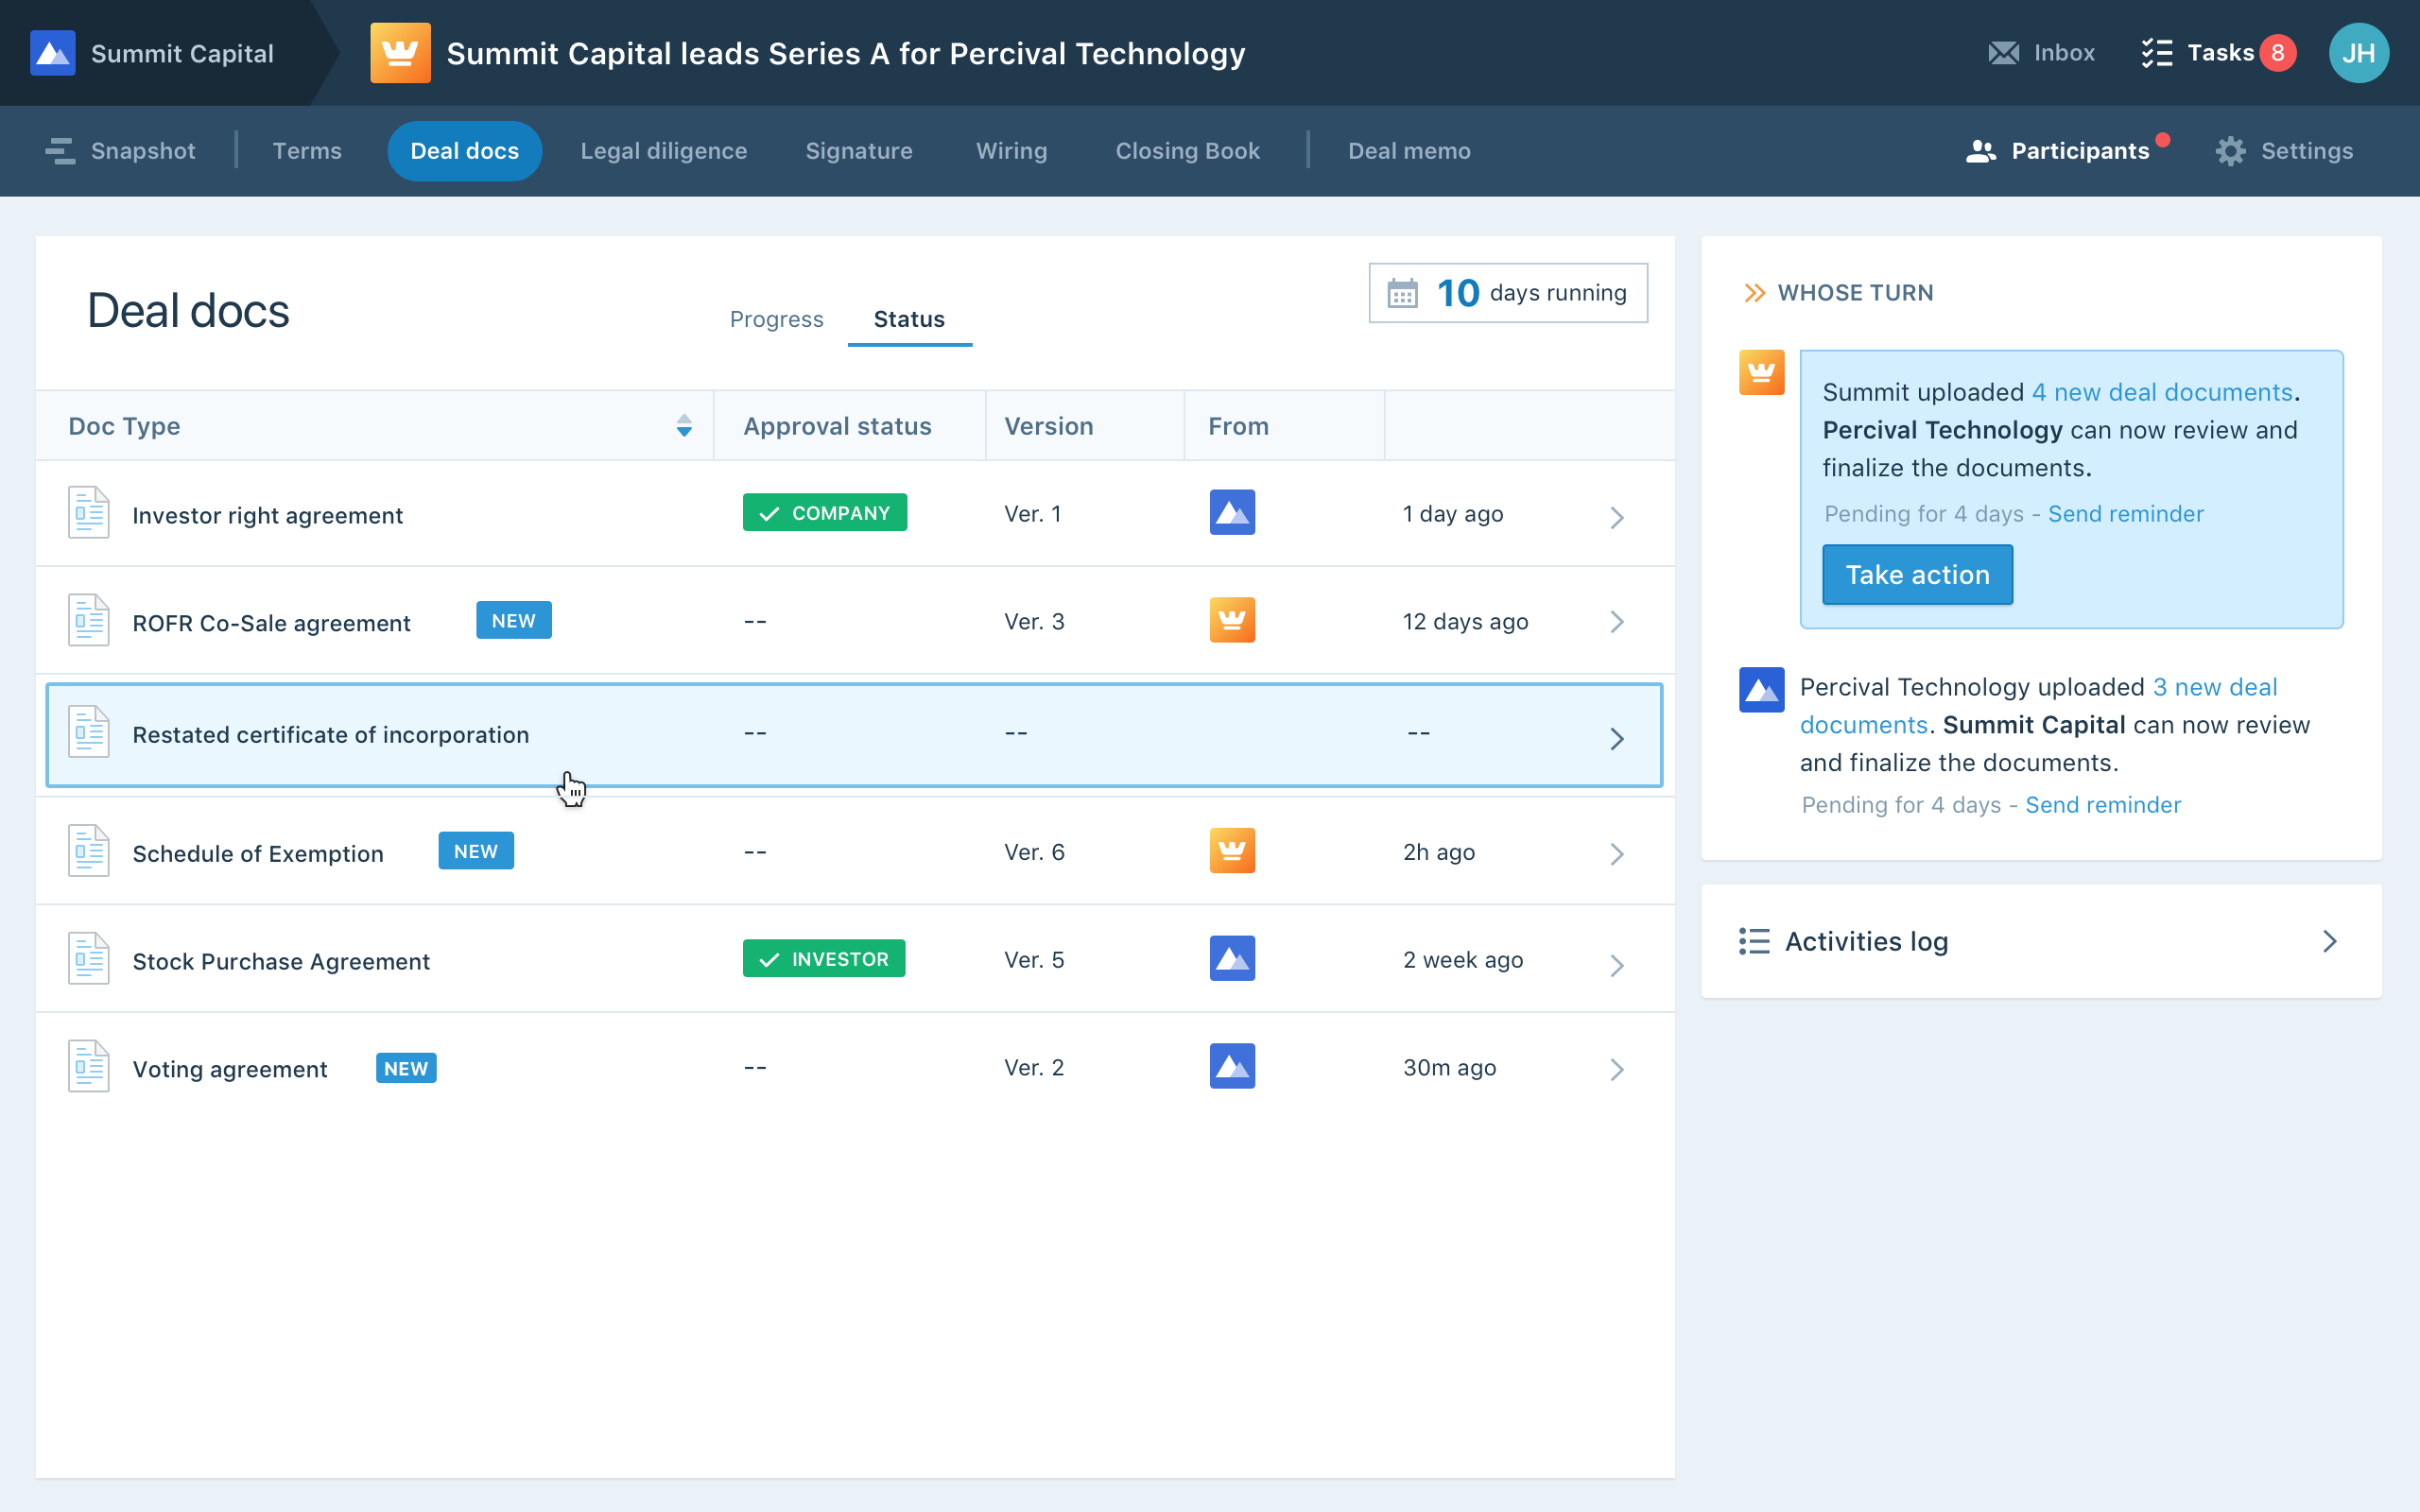 Summit Capital
Summit Capital leads Series A for Percival Technology
Inbox
Tasks 8
JH
Snapshot
Terms
Deal docs
Legal diligence
Signature
Wiring
Closing Book
Deal memo
Participants
Settings
Deal docs
Progress
Status
10 days running
Doc Type
Approval status
Version
From
Investor right agreement
COMPANY
Ver. 1
1 day ago
ROFR Co-Sale agreement
NEW
--
Ver. 3
12 days ago
Restated certificate of incorporation
--
--
--
Schedule of Exemption
NEW
--
Ver. 6
2h ago
Stock Purchase Agreement
INVESTOR
Ver. 5
2 week ago
Voting agreement
NEW
--
Ver. 2
30m ago
WHOSE TURN
Summit uploaded 4 new deal documents.
Percival Technology can now review and
finalize the documents.
Pending for 4 days - Send reminder
Take action
Percival Technology uploaded 3 new deal
documents. Summit Capital can now review
and finalize the documents.
Pending for 4 days - Send reminder
Activities log